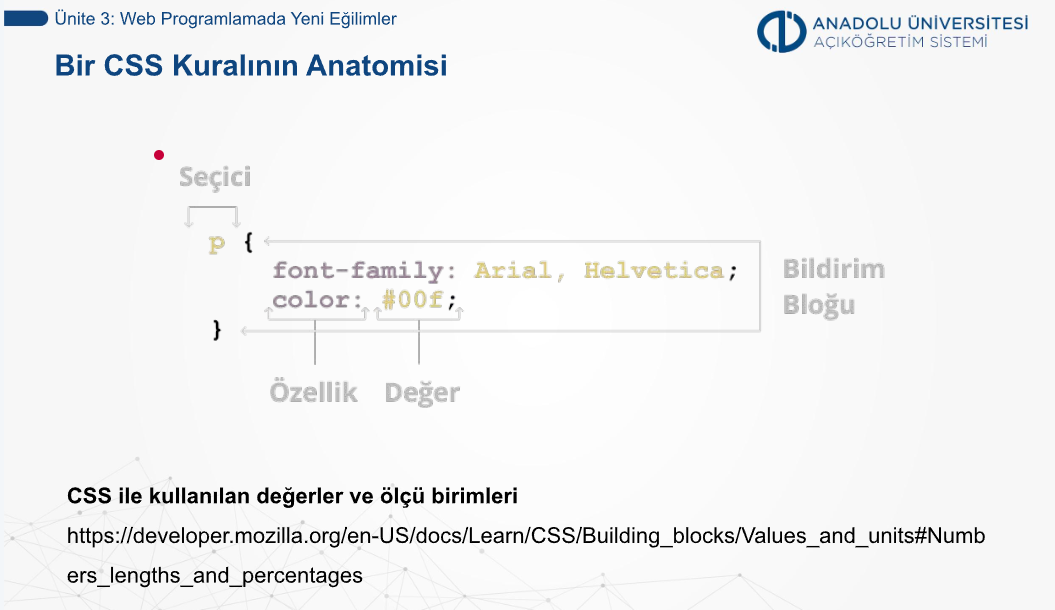 Ünite 3: Web Programlamada Yeni Eğilimler
ANADOLU ÜNİVERSİTESİ
AÇIKÖĞRETİM SİSTEMİ
Bir CSS Kuralının Anatomisi
Seçici
p {
font-family: Arial, Helvetica;
color: #00f;
}
Bildirim
Bloğu
Özellik Değer
CSS ile kullanılan değerler ve ölçü birimleri
https://developer.mozilla.org/en-US/docs/Learn/CSS/Building_blocks/Values_and_units#Numb
ers_lengths_and_percentages